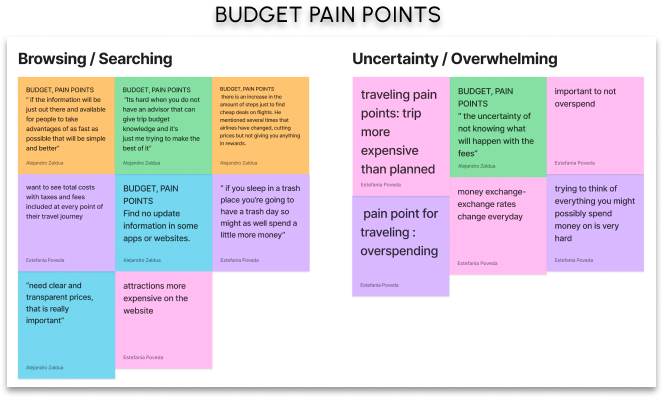 BUDGET PAIN POINTS
Browsing / Searching
BUDGET, PAIN POINTS
" if the information will be
just out there and available
for people to take
advantages of as fast as
possible that will be simple
and better"
Alejandro Zaldua
BUDGET, PAIN POINTS
"Its hard when you do not
have an advisor that can
give trip budget
knowledge and it's
just me trying to make the
best of it"
Alejandro Zaldua
BUDGET, PAIN POINTS
there is an increase in the
amount of steps just to find
cheap deals on flights. He
mentioned several times that
airlines have changed, cutting
prices but not giving you anything
in rewards.
Alejandro Zaldua
want to see total costs
with taxes and fees
included at every point of
their travel journey
Estefania Poveda
BUDGET, PAIN
POINTS
Find no update
information in some
apps or websites.
Alejandro Zaldua
" if you sleep in a trash
place you're going to
have a trash day so
might as well spend a
little more money"
Estefania Poveda
"need clear and
transparent prices,
that is really
important"
Alejandro Zaldua
attractions more
expensive on the
website
Estefania Poveda
Uncertainty / Overwhelming
traveling pain
points: trip
more
expensive
than planned
Estefania Poveda
BUDGET, PAIN
POINTS
" the uncertainty of
not knowing what
will happen with the
fees"
Alejandro Zaldua
important to not
overspend
Estefania Poveda
pain point for
traveling :
overspending
Estefania Poveda
money exchange-
exchange rates
change everyday
Estefania Poveda
trying to think of
everything you might
possibly spend
money on is very
hard
Estefania Poveda